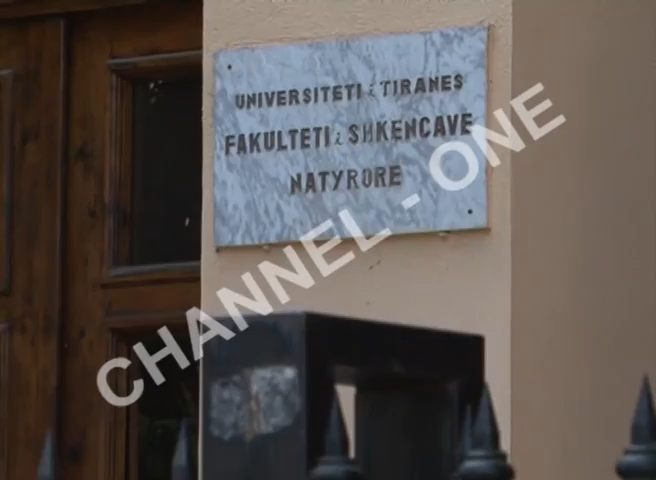 UNIVERSITETI i TIRANES
FAKULTETI i SHKENCAVE
NATYRORE
CHANNEL - ONE